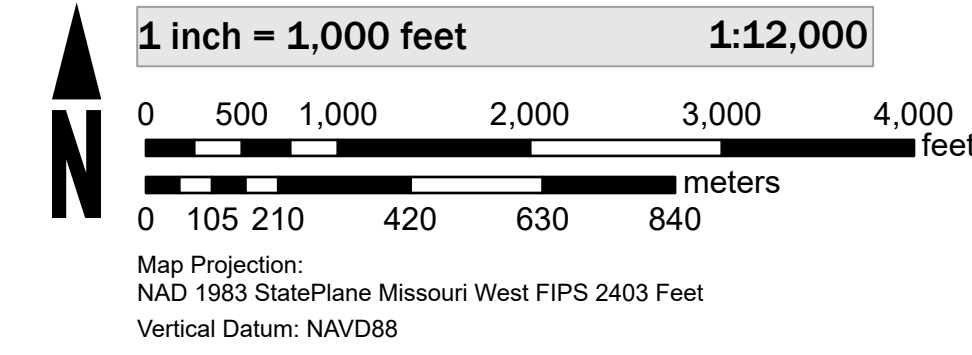 N
1 inch = 1,000 feet 1:12,000
0 500 1,000 2,000 3,000 4,000
feet
meters
0 105 210 420 630 840
Map Projection:
NAD 1983 StatePlane Missouri West FIPS 2403 Feet
Vertical Datum: NAVD88